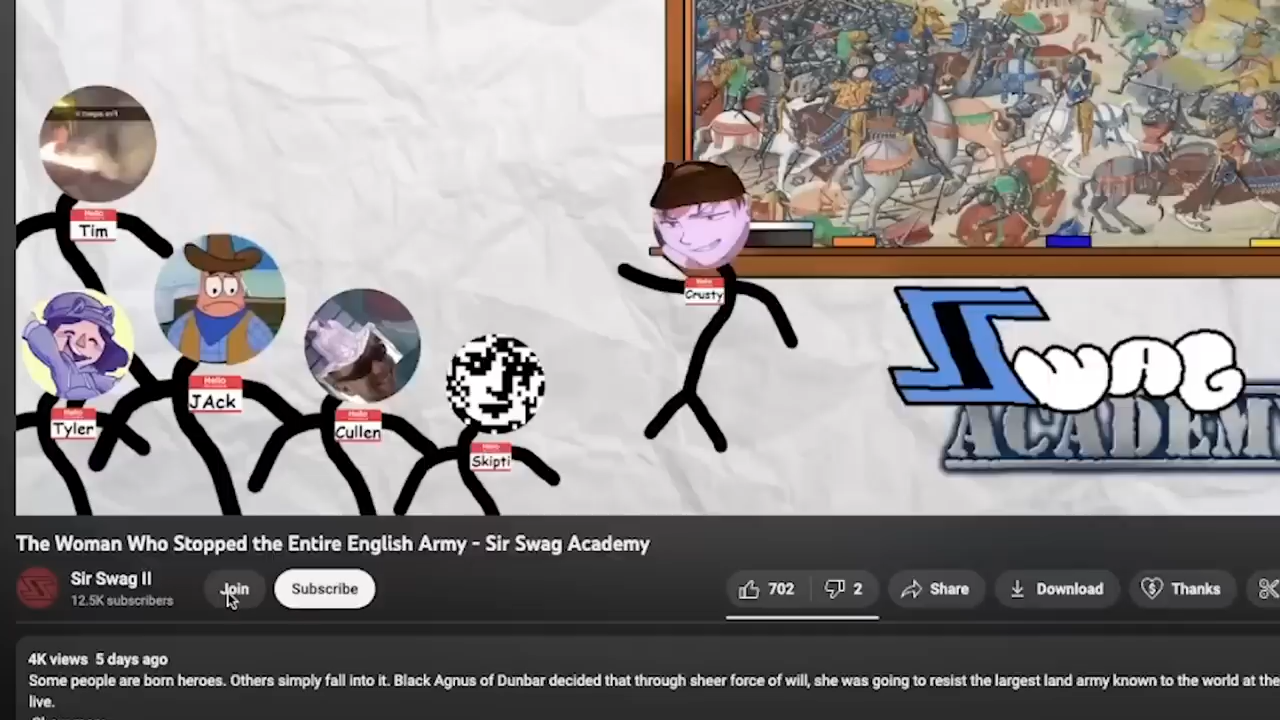 Hello
Tim
Hello
Crusty
Hello
JAck
Hello
Tyler
Hello
Cullen
Hello
Skipti
SWAG
ACADEM
The Woman Who Stopped the Entire English Army - Sir Swag Academy
Sir Swag II
12.5K subscribers
Join
Subscribe
702
2
Share
Download
Thanks
4K views 5 days ago
Some people are born heroes. Others simply fall into it. Black Agnus of Dunbar decided that through sheer force of will, she was going to resist the largest land army known to the world at the
live.